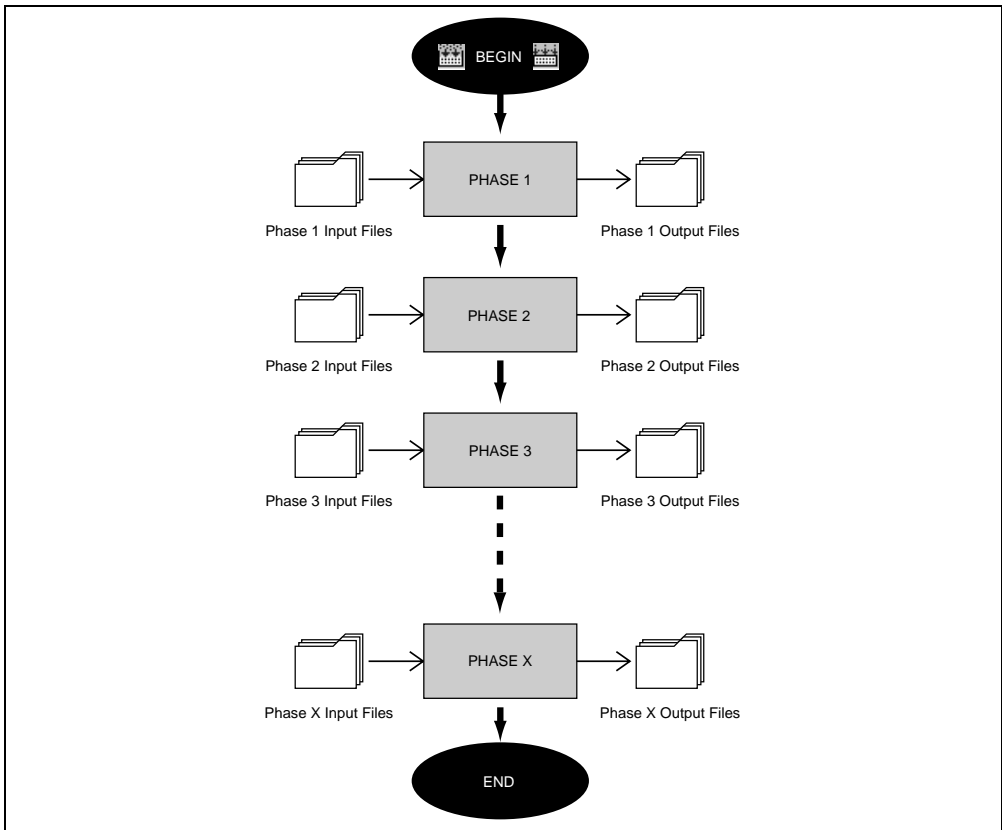 BEGIN
PHASE 1
Phase 1 Input Files
Phase 1 Output Files
PHASE 2
Phase 2 Input Files
Phase 2 Output Files
PHASE 3
Phase 3 Input Files
Phase 3 Output Files
PHASE X
Phase X Input Files
Phase X Output Files
END